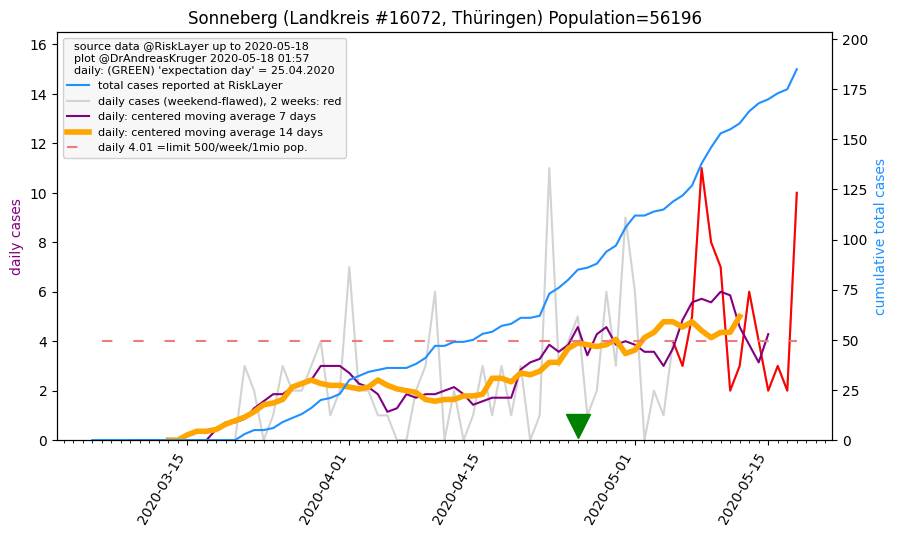 Sonneberg (Landkreis #16072, Thüringen) Population=56196
source data @RiskLayer up to 2020-05-18
plot @DrAndreasKruger 2020-05-18 01:57
daily: (GREEN) 'expectation day' = 25.04.2020
total cases reported at RiskLayer
daily cases (weekend-flawed), 2 weeks: red
daily: centered moving average 7 days
daily: centered moving average 14 days
daily 4.01 =limit 500/week/1mio pop.
daily cases
16
14
12
10
8
6
4
2
0
200
175
150
125
100
75
50
25
0
cumulative total cases
2020-03-15
2020-04-01
2020-04-15
2020-05-01
2020-05-15